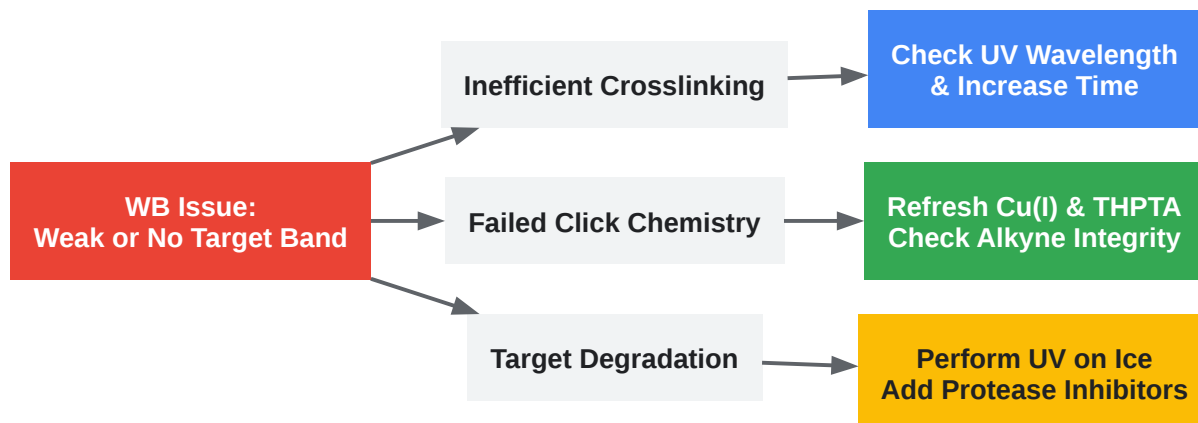 WB Issue:
Weak or No Target Band
Inefficient Crosslinking
Check UV Wavelength
& Increase Time
Failed Click Chemistry
Refresh Cu(I) & THPTA
Check Alkyne Integrity
Target Degradation
Perform UV on Ice
Add Protease Inhibitors